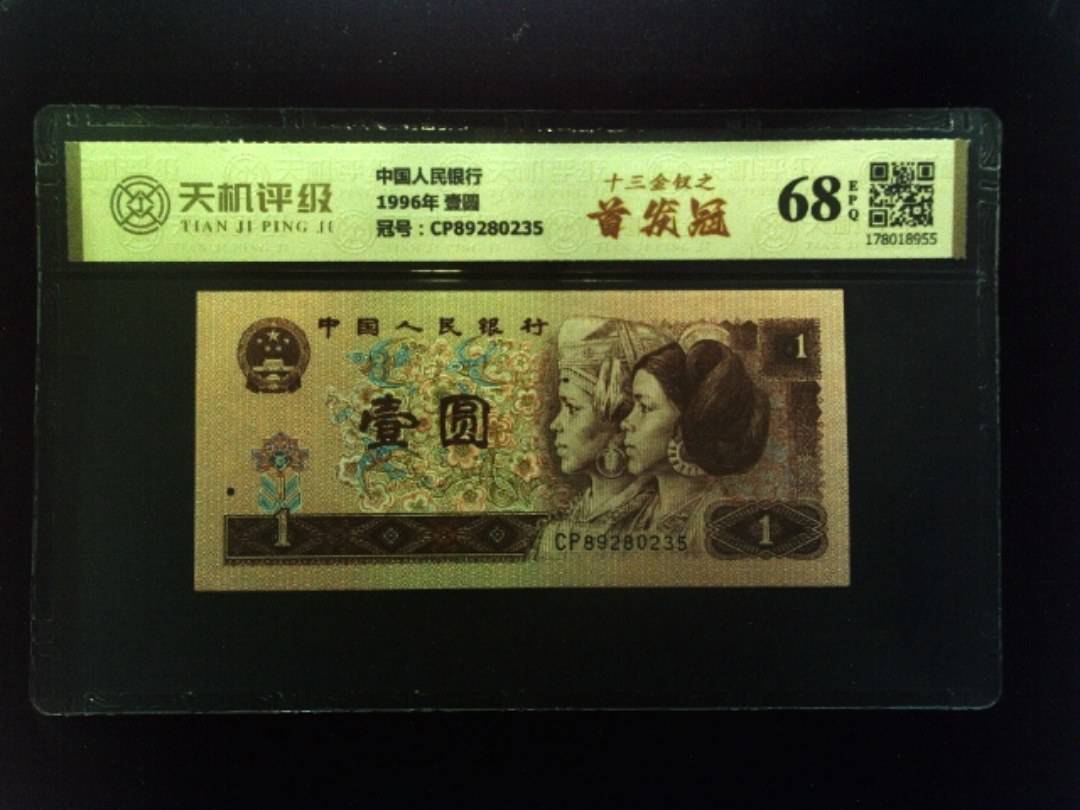 天机评级
TIAN JI PING JI
中国人民银行
1996年 壹圆
冠号：CP89280235
十三金钗之
首发冠
68
EPQ
178018955
中国人民银行
1
壹圆
1
CP89280235
1